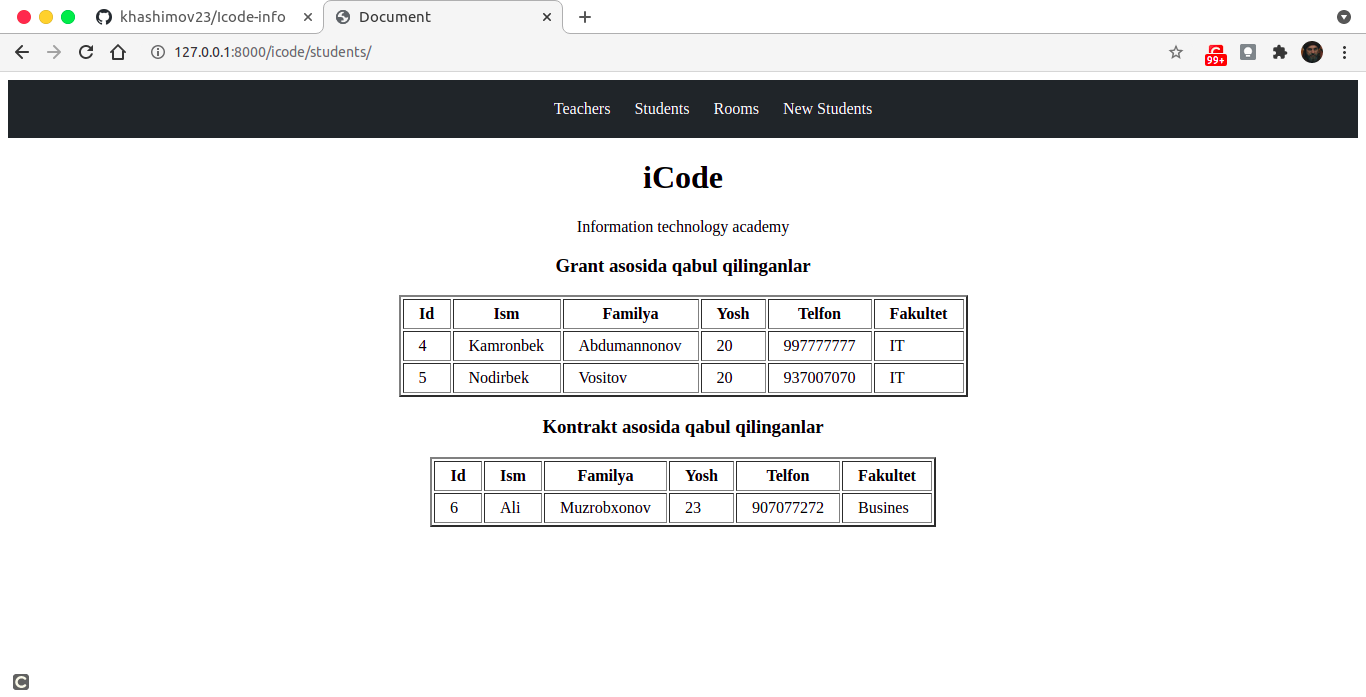 khashimov23/Icode-info
Document
127.0.0.1:8000/icode/students/
99+
Teachers Students Rooms New Students
iCode
Information technology academy
Grant asosida qabul qilinganlar
Id Ism Familya Yosh Telfon Fakultet
4 Kamronbek Abdumannonov 20 997777777 IT
5 Nodirbek Vositov 20 937007070 IT
Kontrakt asosida qabul qilinganlar
Id Ism Familya Yosh Telfon Fakultet
6 Ali Muzrobxonov 23 907077272 Busines
C